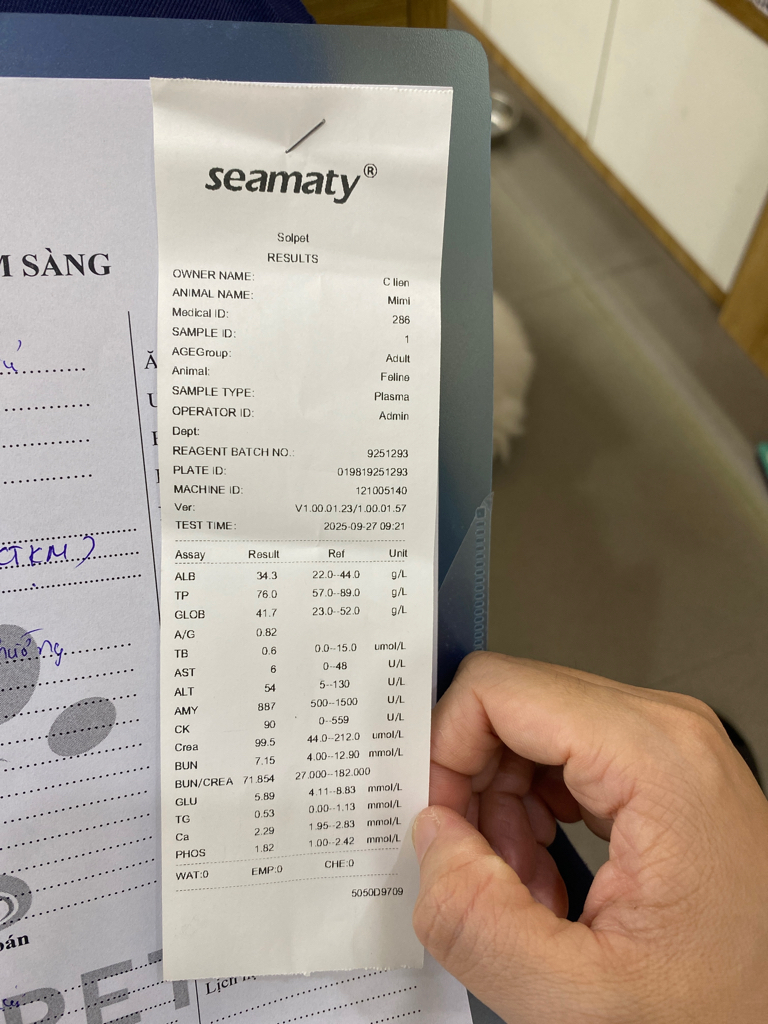 seamaty®
Solpet
RESULTS
OWNER NAME: C lien
ANIMAL NAME: Mimi
Medical ID: 286
SAMPLE ID: 1
AGEGroup: Adult
Animal: Feline
SAMPLE TYPE: Plasma
OPERATOR ID: Admin
Dept:
REAGENT BATCH NO.: 9251293
PLATE ID: 019819251293
MACHINE ID: 121005140
Ver: V1.00.01.23/1.00.01.57
TEST TIME: 2025-09-27 09:21
Assay Result Ref Unit
ALB 34.3 22.0--44.0 g/L
TP 76.0 57.0--89.0 g/L
GLOB 41.7 23.0--52.0 g/L
A/G 0.82
TB 0.6 0.0--15.0 umol/L
AST 6 0--48 U/L
ALT 54 5--130 U/L
AMY 887 500--1500 U/L
CK 90 0--559 U/L
Crea 99.5 44.0--212.0 umol/L
BUN 7.15 4.00--12.90 mmol/L
BUN/CREA 71.854 27.000--182.000
GLU 5.89 4.11--8.83 mmol/L
TG 0.53 0.00--1.13 mmol/L
Ca 2.29 1.95--2.83 mmol/L
PHOS 1.82 1.00--2.42 mmol/L
WAT:0 EMP:0 CHE:0
5050D9709
M SÀNG
PET
Lịch